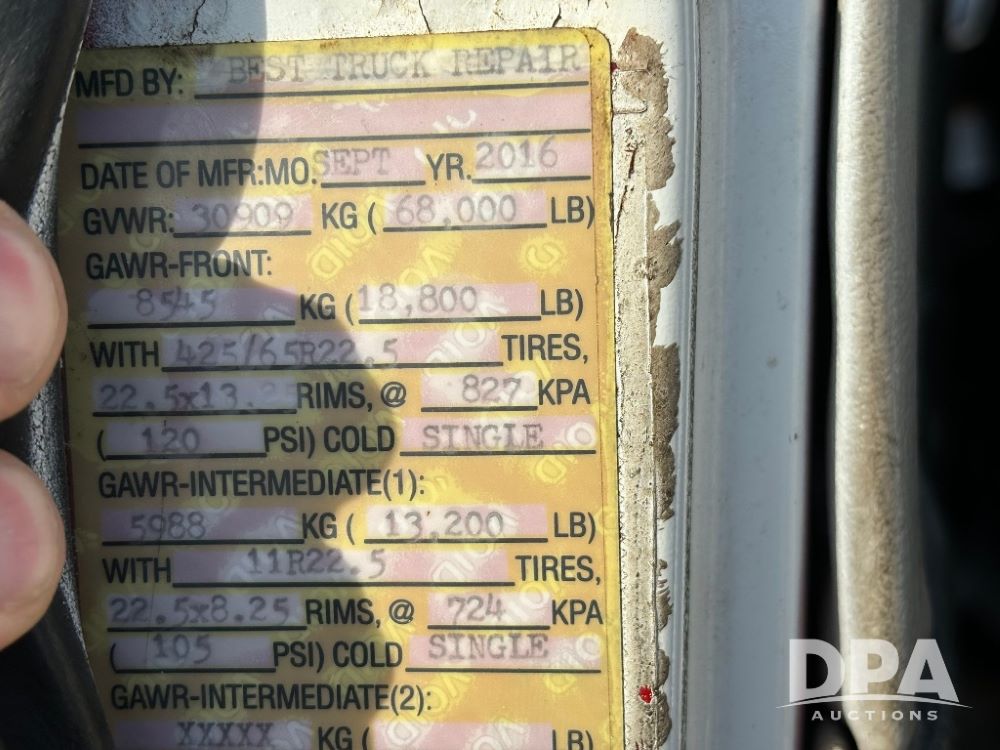 MFD BY: BEST TRUCK REPAIR
DATE OF MFR:MO. SEPT YR. 2016
GVWR: 30909 KG ( 68,000 LB)
GAWR-FRONT:
8545 KG ( 18,800 LB)
WITH 425/65R22.5 TIRES,
22.5x13. RIMS, @ 827 KPA
( 120 PSI) COLD SINGLE
GAWR-INTERMEDIATE(1):
5988 KG ( 13,200 LB)
WITH 11R22.5 TIRES,
22.5x8.25 RIMS, @ 724 KPA
( 105 PSI) COLD SINGLE
GAWR-INTERMEDIATE(2):
XXXXX KG ( LB)
DPA
AUCTIONS